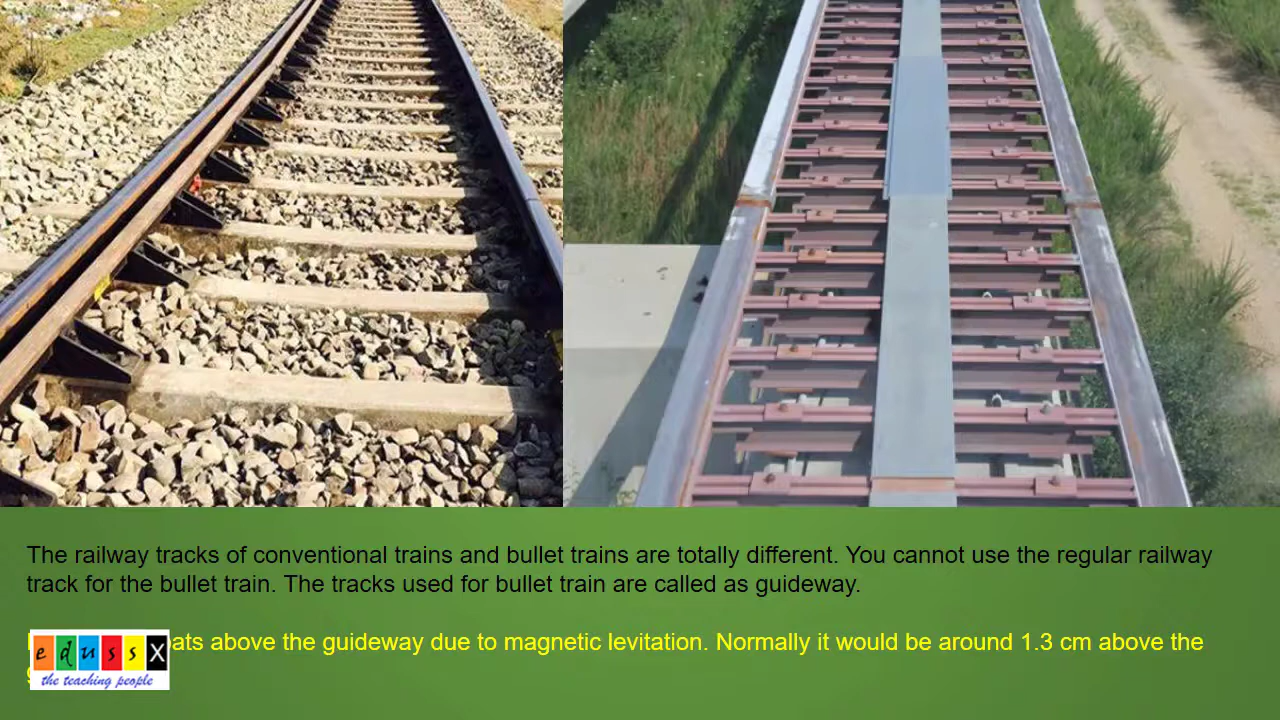 The railway tracks of conventional trains and bullet trains are totally different. You cannot use the regular railway
track for the bullet train. The tracks used for bullet train are called as guideway.
above the guideway due to magnetic levitation. Normally it would be around 1.3 cm above the
edussx
the teaching people